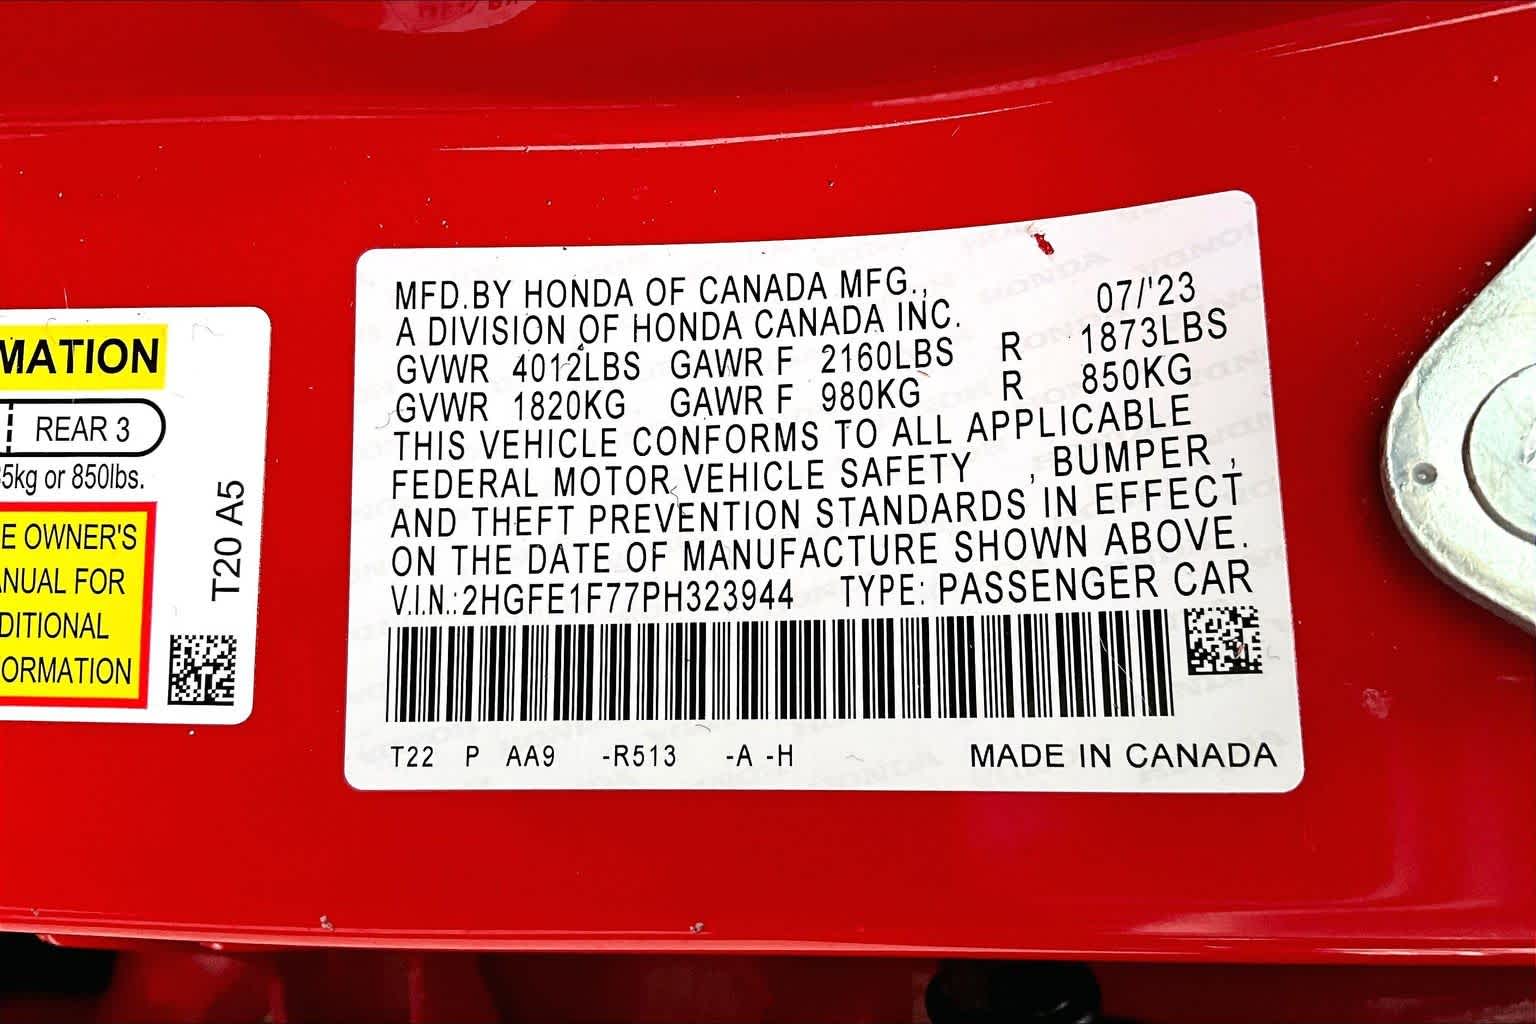 MATION
REAR 3
5kg or 850lbs.
E OWNER'S
ANUAL FOR
DITIONAL
ORMATION
T20 A5
MFD.BY HONDA OF CANADA MFG., 07/'23
A DIVISION OF HONDA CANADA INC.
GVWR 4012LBS GAWR F 2160LBS R 1873LBS
GVWR 1820KG GAWR F 980KG R 850KG
THIS VEHICLE CONFORMS TO ALL APPLICABLE
FEDERAL MOTOR VEHICLE SAFETY , BUMPER ,
AND THEFT PREVENTION STANDARDS IN EFFECT
ON THE DATE OF MANUFACTURE SHOWN ABOVE.
V.I.N.: 2HGFE1F77PH323944 TYPE: PASSENGER CAR
T22 P AA9 -R513 -A -H MADE IN CANADA